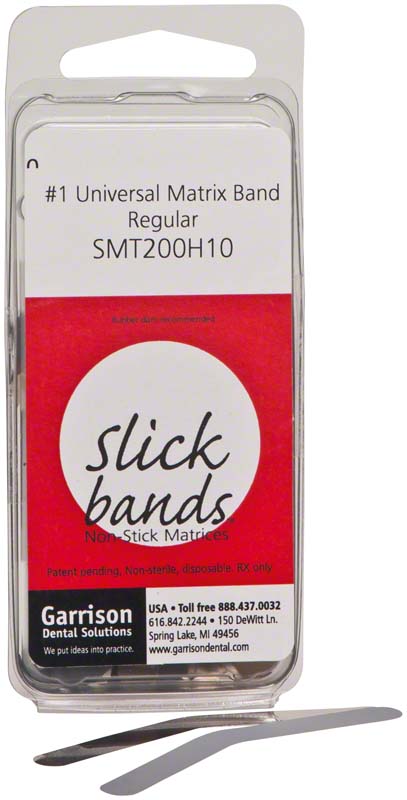 #1 Universal Matrix Band
Regular
SMT200H10
Rubber dam recommended
slick
bands®
Non-Stick Matrices
Patent pending, Non-sterile, disposable. RX only
Garrison
Dental Solutions
We put ideas into practice.
USA • Toll free 888.437.0032
616.842.2244 • 150 DeWitt Ln.
Spring Lake, MI 49456
www.garrisondental.com